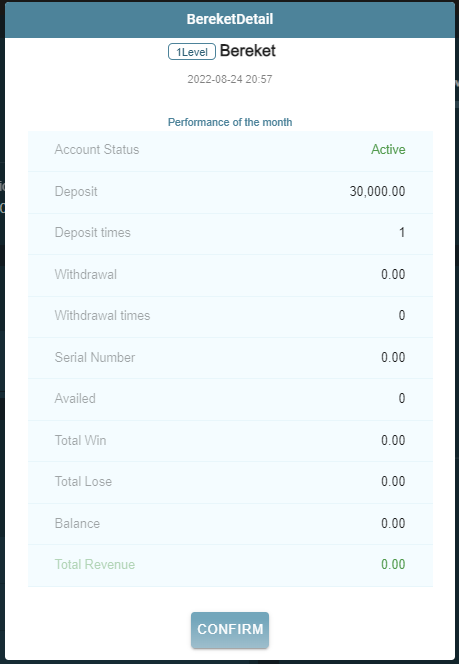 BereketDetail
1Level Bereket
2022-08-24 20:57
Performance of the month
Account Status Active
Deposit 30,000.00
Deposit times 1
Withdrawal 0.00
Withdrawal times 0
Serial Number 0.00
Availed 0
Total Win 0.00
Total Lose 0.00
Balance 0.00
Total Revenue 0.00
CONFIRM